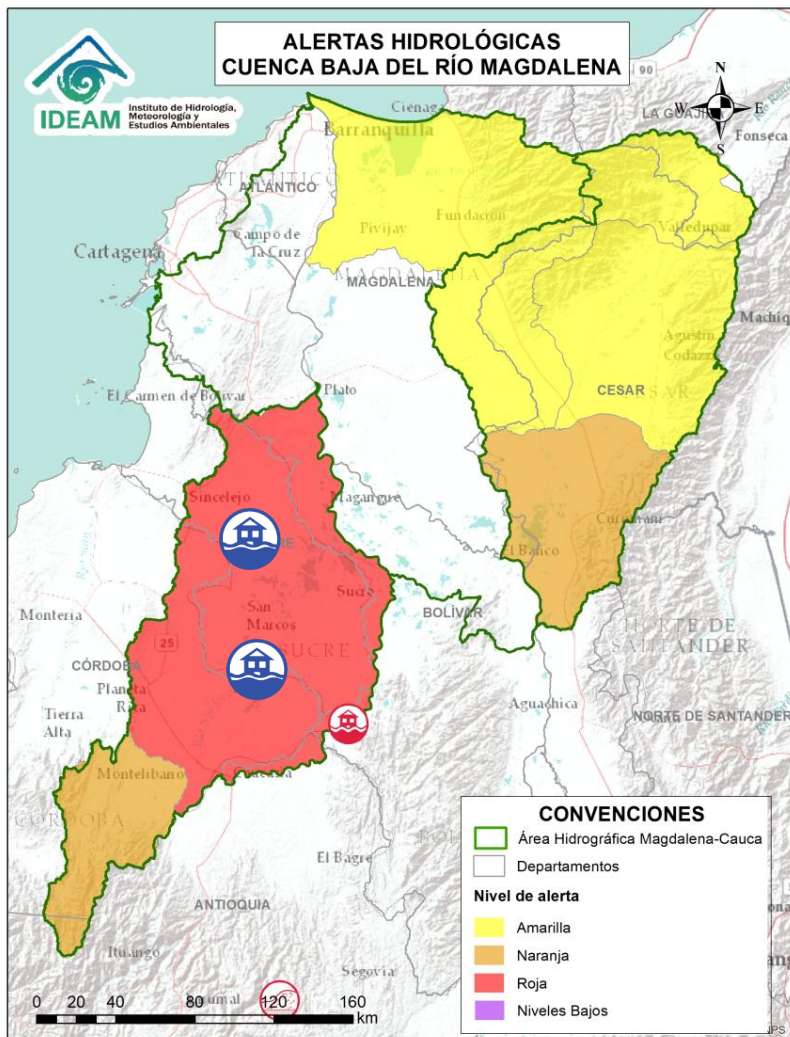 ALERTAS HIDROLÓGICAS
CUENCA BAJA DEL RÍO MAGDALENA
IDEAM
Instituto de Hidrología,
Meteorología y
Estudios Ambientales
N
W
E
S
90
Ciénaga
LA GUAJIRA
Barranquilla
Fonseca
ATLÁNTICO
Cartagena
Campo de
la Cruz
Pivijay
Fundación
Valledupar
MAGDALENA
Agustín
Codazzi
CESAR
El Carmen de Bolívar
Plato
Sincelejo
Magangue
El Banco
Sucre
San
Marcos
SUCRE
BOLÍVAR
NORTE DE
SANTANDER
Montería
25
CÓRDOBA
Planeta
Rica
Tierra
Alta
Aguachica
NORTE DE SANTANDER
Montelíbano
CÓRDOBA
El Bagre
ANTIOQUIA
Ituango
Segovia
0 20 40 80 120 160
km
CONVENCIONES
Área Hidrográfica Magdalena-Cauca
Departamentos
Nivel de alerta
Amarilla
Naranja
Roja
Niveles Bajos